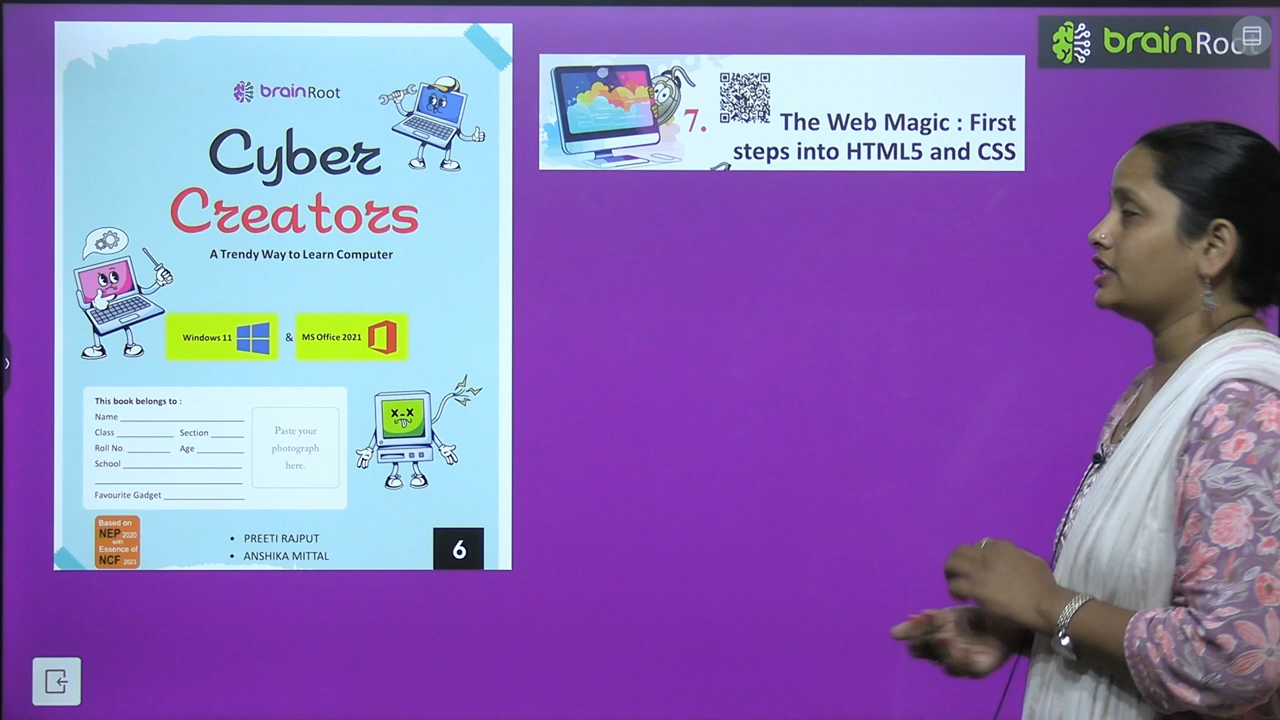 brainRoot
Cyber
Creators
A Trendy Way to Learn Computer
Windows 11 & MS Office 2021
This book belongs to :
Name
Class Section
Roll No. Age
School
Favourite Gadget
Paste your
photograph
here.
Based on
NEP 2020
with
Essence of
NCF 2023
• PREETI RAJPUT
• ANSHIKA MITTAL
6
7. The Web Magic : First
steps into HTML5 and CSS
brainRoot